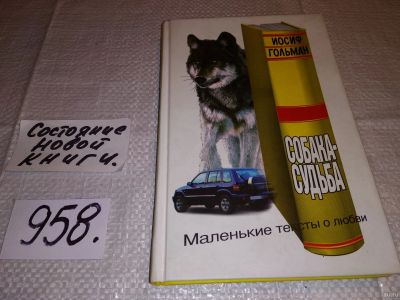 Состояние
новой
книги.
958.
ИОСИФ
ГОЛЬМАН
СОБАКА-
СУДЬБА
Маленькие тексты о любви